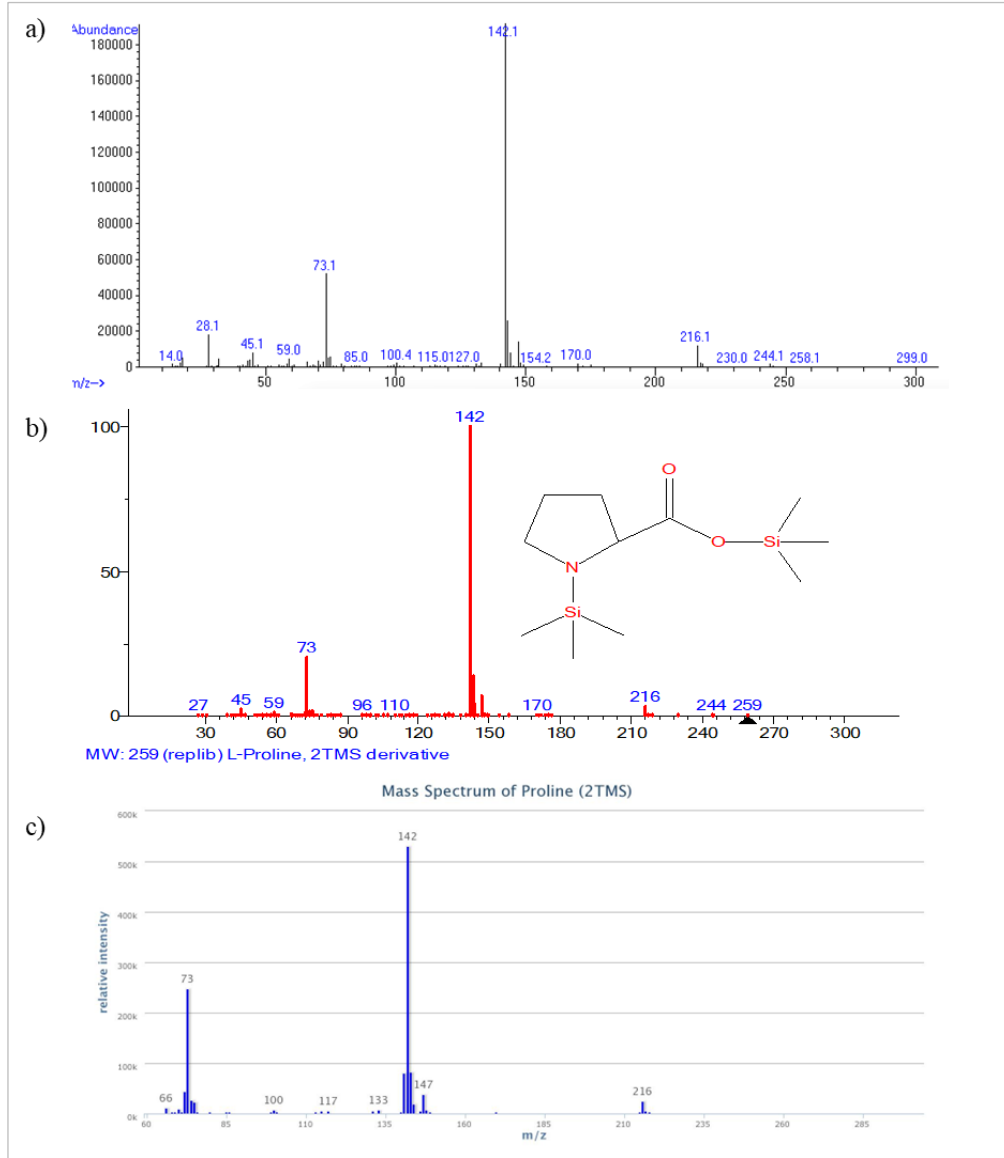 a)
Abundance
180000
160000
140000
120000
100000
80000
60000
40000
20000
0
142.1
73.1
28.1
14.0
45.1
59.0
85.0
100.4
115.0
127.0
154.2
170.0
216.1
230.0
244.1
258.1
299.0
m/z-->
50
100
150
200
250
300
b)
100
50
0
142
73
27
45
59
96
110
170
216
244
259
O
O
Si
N
Si
30 60 90 120 150 180 210 240 270 300
MW: 259 (replib) L-Proline, 2TMS derivative
Mass Spectrum of Proline (2TMS)
c)
600k
500k
400k
300k
200k
100k
0k
relative intensity
142
73
66
100
117
133
147
216
60 85 110 135 160 185 210 235 260 285
m/z